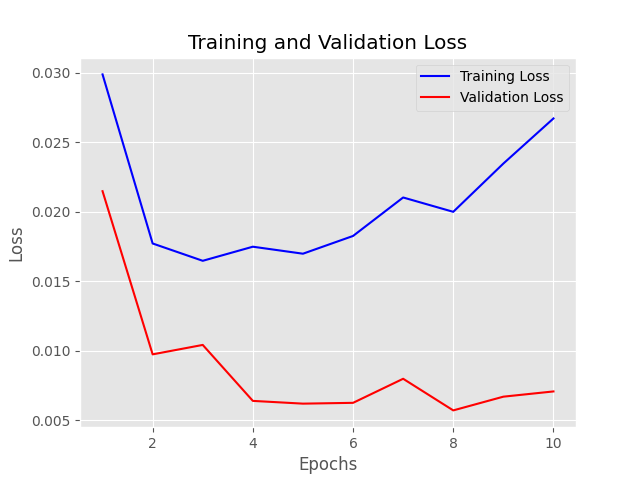 Training and Validation Loss
Training Loss
Validation Loss
0.030
0.025
0.020
0.015
0.010
0.005
Loss
2 4 6 8 10
Epochs